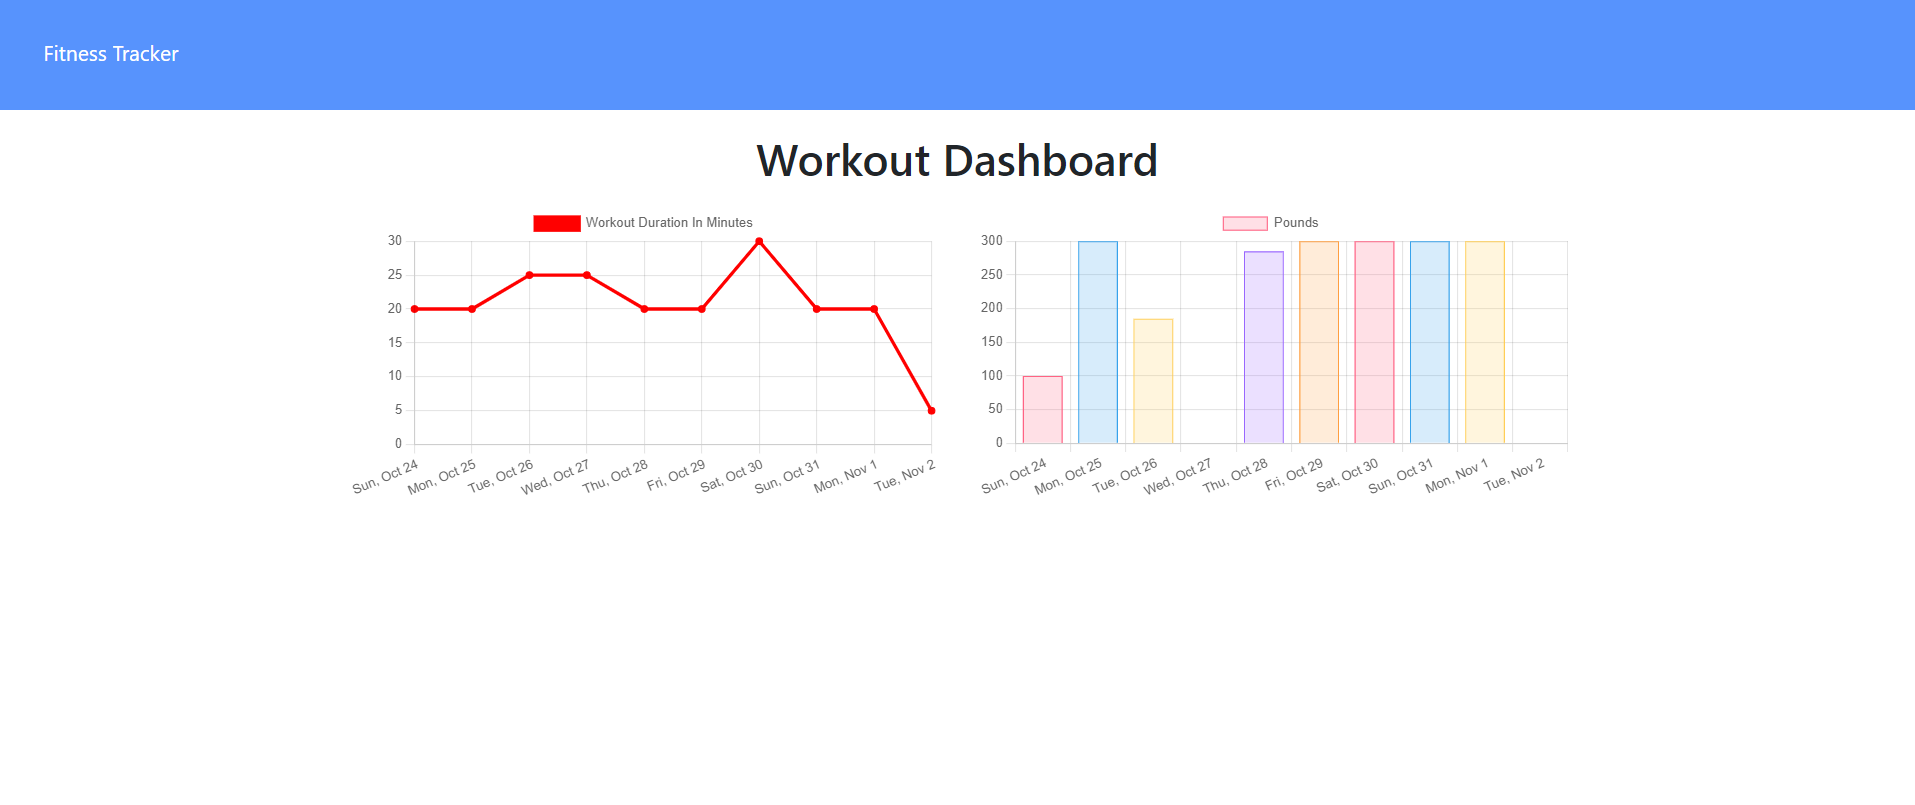 Fitness Tracker
Workout Dashboard
Workout Duration In Minutes
30
25
20
15
10
5
0
Sun, Oct 24
Mon, Oct 25
Tue, Oct 26
Wed, Oct 27
Thu, Oct 28
Fri, Oct 29
Sat, Oct 30
Sun, Oct 31
Mon, Nov 1
Tue, Nov 2
Pounds
300
250
200
150
100
50
0
Sun, Oct 24
Mon, Oct 25
Tue, Oct 26
Wed, Oct 27
Thu, Oct 28
Fri, Oct 29
Sat, Oct 30
Sun, Oct 31
Mon, Nov 1
Tue, Nov 2